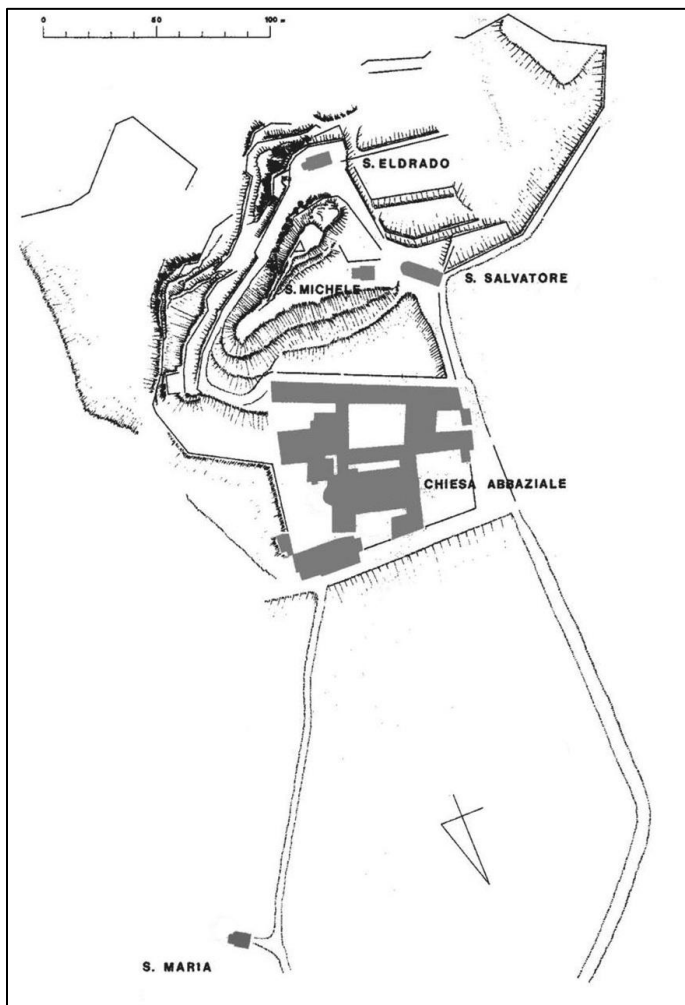 0 50 100 m
S. ELDRADO
S. SALVATORE
S. MICHELE
CHIESA ABBAZIALE
S. MARIA